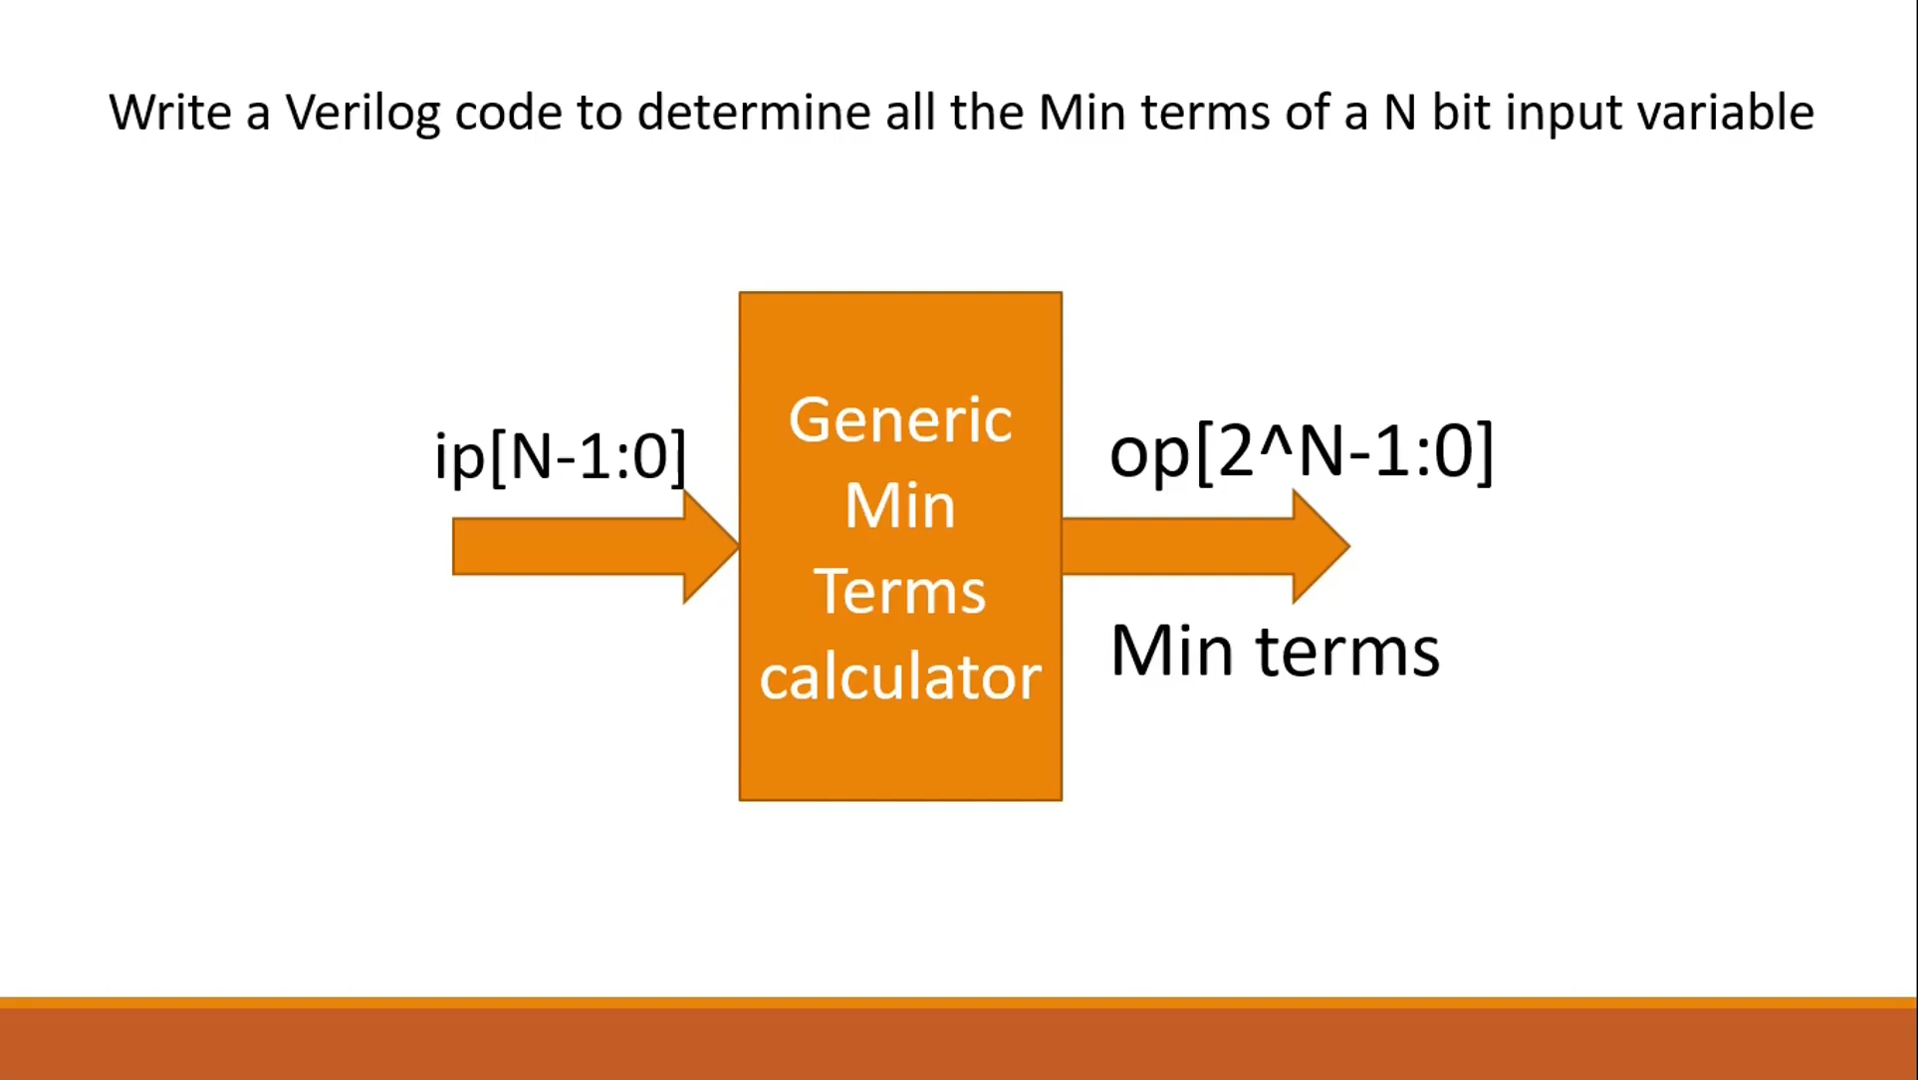 Write a Verilog code to determine all the Min terms of a N bit input variable
ip[N-1:0]
Generic
Min
Terms
calculator
op[2^N-1:0]
Min terms